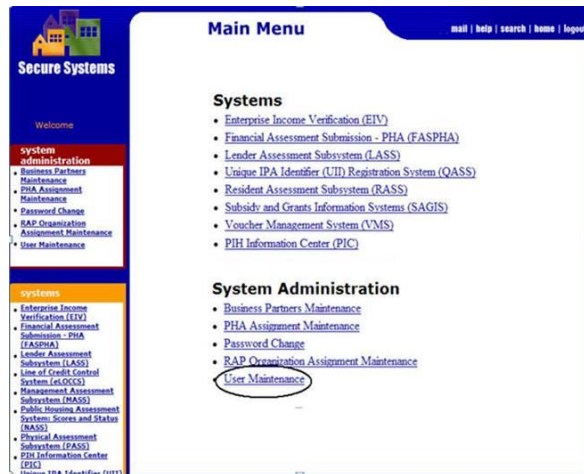 Main Menu
mail | help | search | home | logout
Secure Systems
Welcome
system
administration
Business Partners
Maintenance
PHA Assignment
Maintenance
Password Change
RAP Organization
Assignment Maintenance
User Maintenance
systems
Enterprise Income
Verification (EIV)
Financial Assessment
Submission - PHA
(FASPHA)
Lender Assessment
Subsystem (LASS)
Line of Credit Control
System (eLOCCS)
Management Assessment
Subsystem (MASS)
Public Housing Assessment
System: Scores and Status
(NASS)
Physical Assessment
Subsystem (PASS)
PIH Information Center
(PIC)
Unique IPA Identifier (UII)
Systems
Enterprise Income Verification (EIV)
Financial Assessment Submission - PHA (FASPHA)
Lender Assessment Subsystem (LASS)
Unique IPA Identifier (UII) Registration System (QASS)
Resident Assessment Subsystem (RASS)
Subsidy and Grants Information Systems (SAGIS)
Voucher Management System (VMS)
PIH Information Center (PIC)
System Administration
Business Partners Maintenance
PHA Assignment Maintenance
Password Change
RAP Organization Assignment Maintenance
User Maintenance